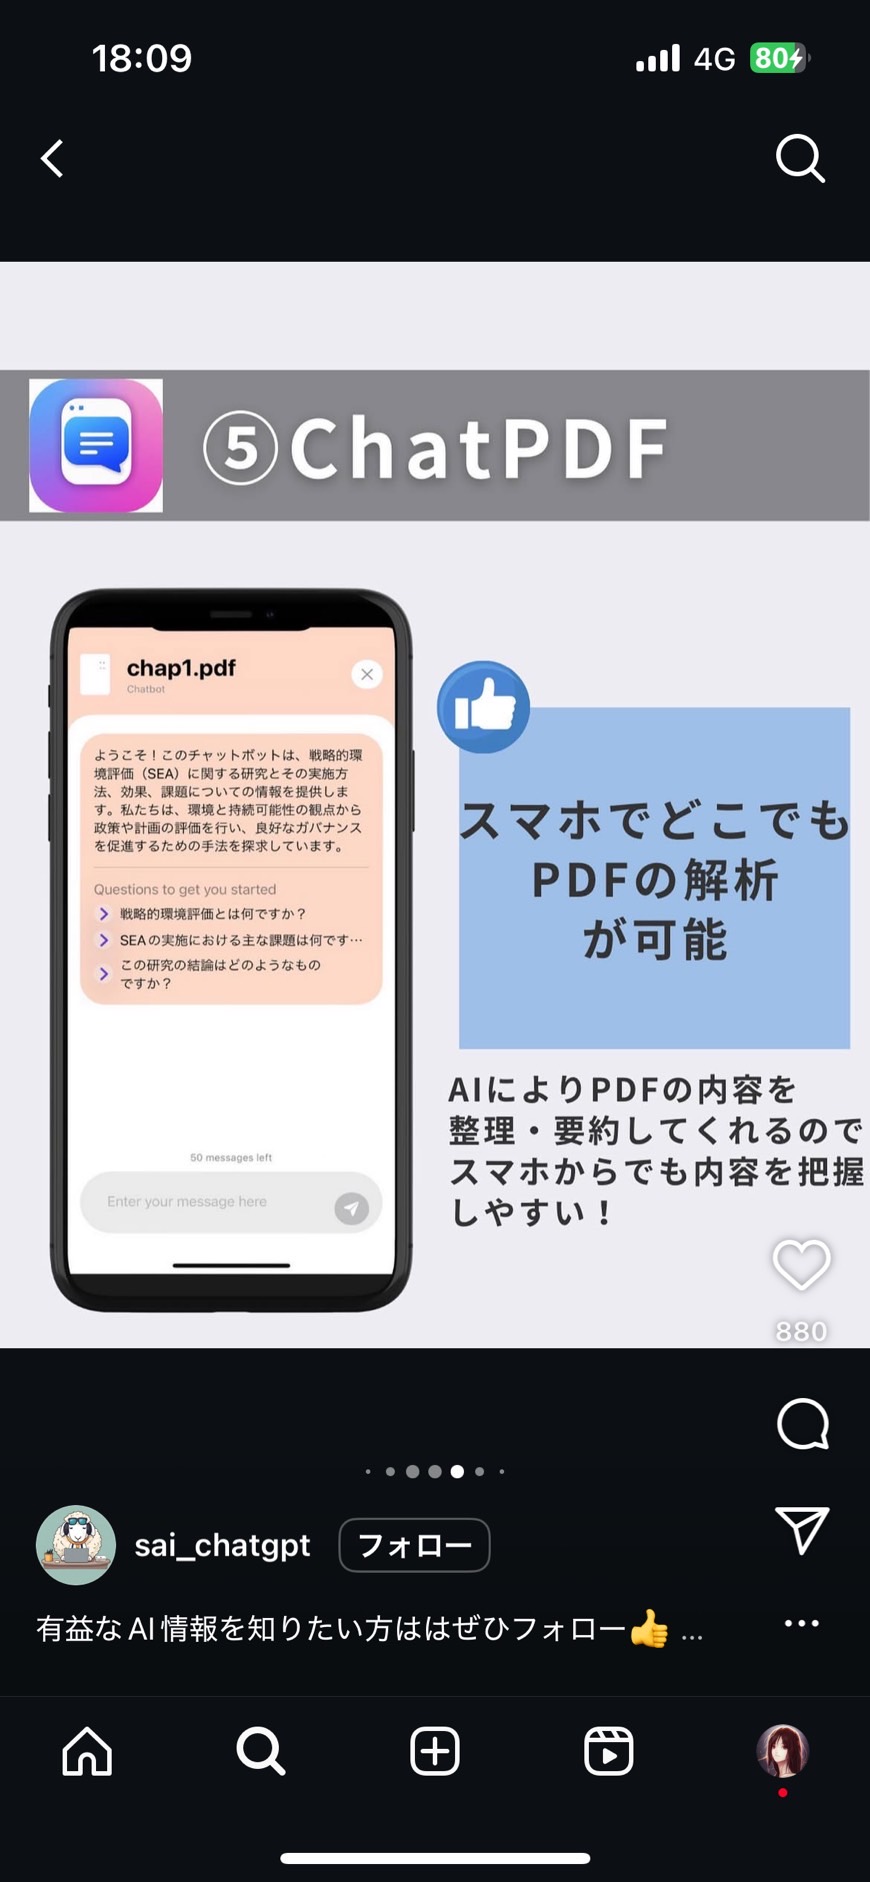 18:09
4G 80
⑤ChatPDF
chap1.pdf
Chatbot
ようこそ！このチャットボットは、戦略的環
境評価（SEA）に関する研究とその実施方
法、効果、課題についての情報を提供しま
す。私たちは、環境と持続可能性の観点から
政策や計画の評価を行い、良好なガバナンス
を促進するための手法を探求しています。
Questions to get you started
戦略的環境評価とは何ですか？
SEAの実施における主な課題は何です…
この研究の結論はどのようなもの
ですか？
50 messages left
Enter your message here
スマホでどこでも
PDFの解析
が可能
AIによりPDFの内容を
整理・要約してくれるので
スマホからでも内容を把握
しやすい！
880
sai_chatgpt
フォロー
有益なAI情報を知りたい方ははぜひフォロー👍 ...